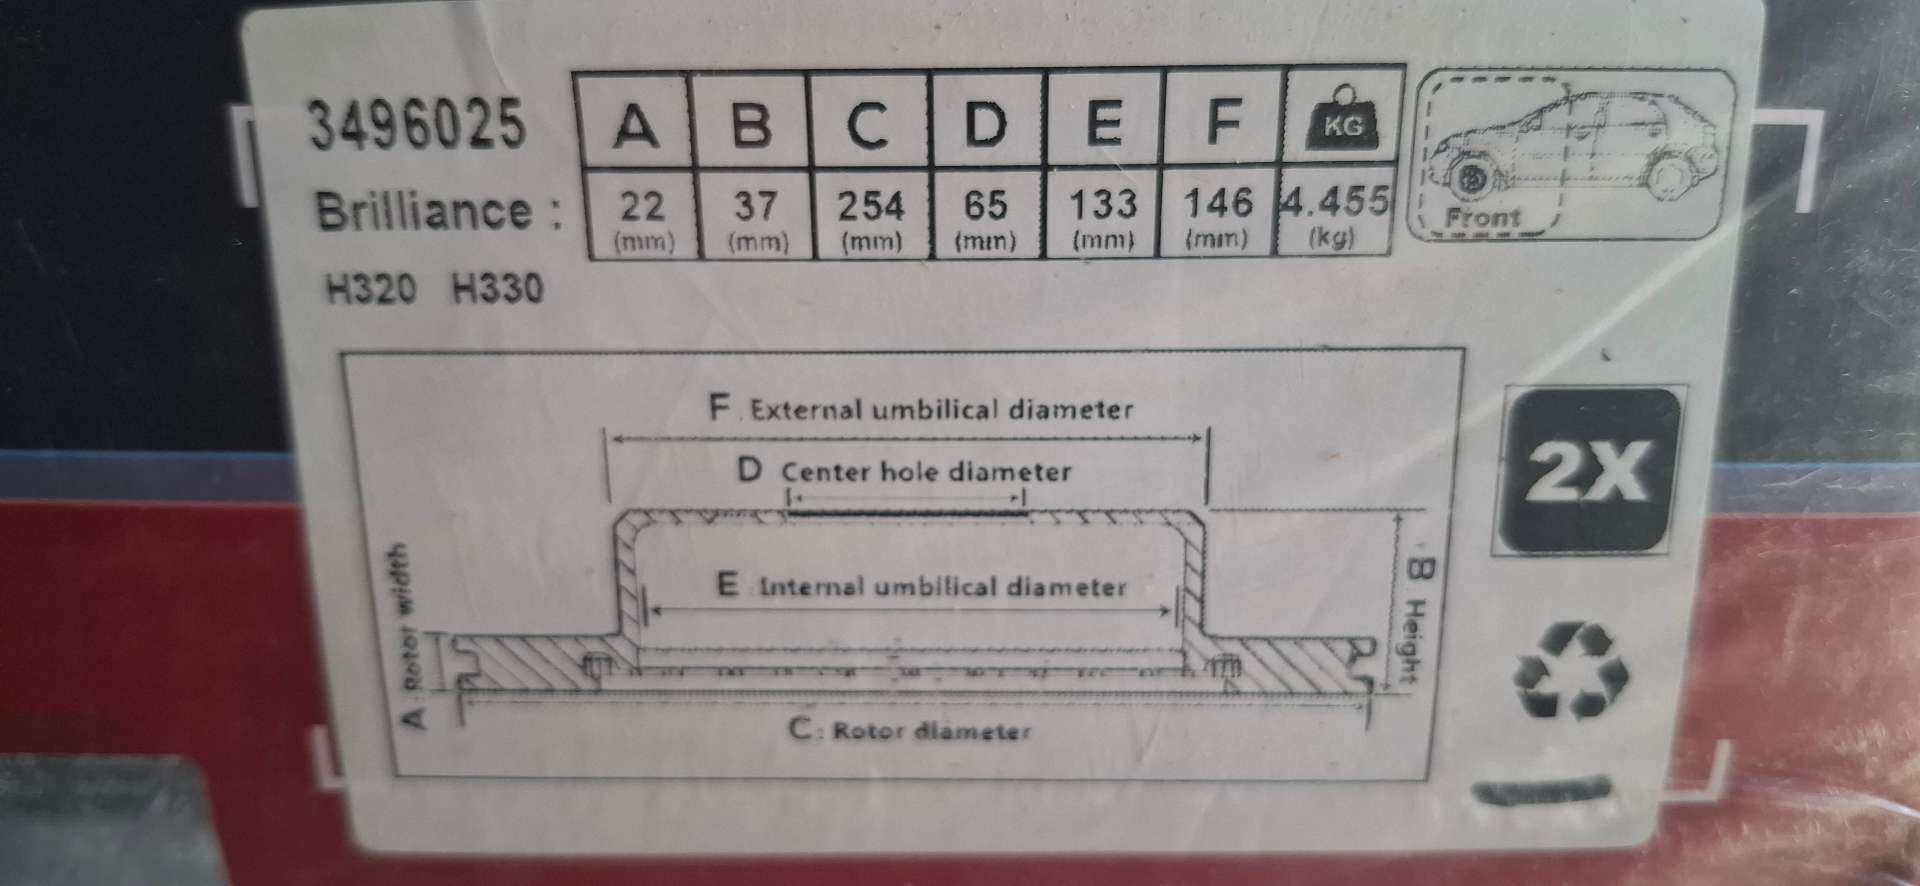 3496025
Brilliance :
H320 H330
A B C D E F KG
22 37 254 65 133 146 4.455
(mm) (mm) (mm) (mm) (mm) (mm) (kg)
Front
F. External umbilical diameter
D Center hole diameter
E Internal umbilical diameter
A: Rotor width
B Height
C: Rotor diameter
2X